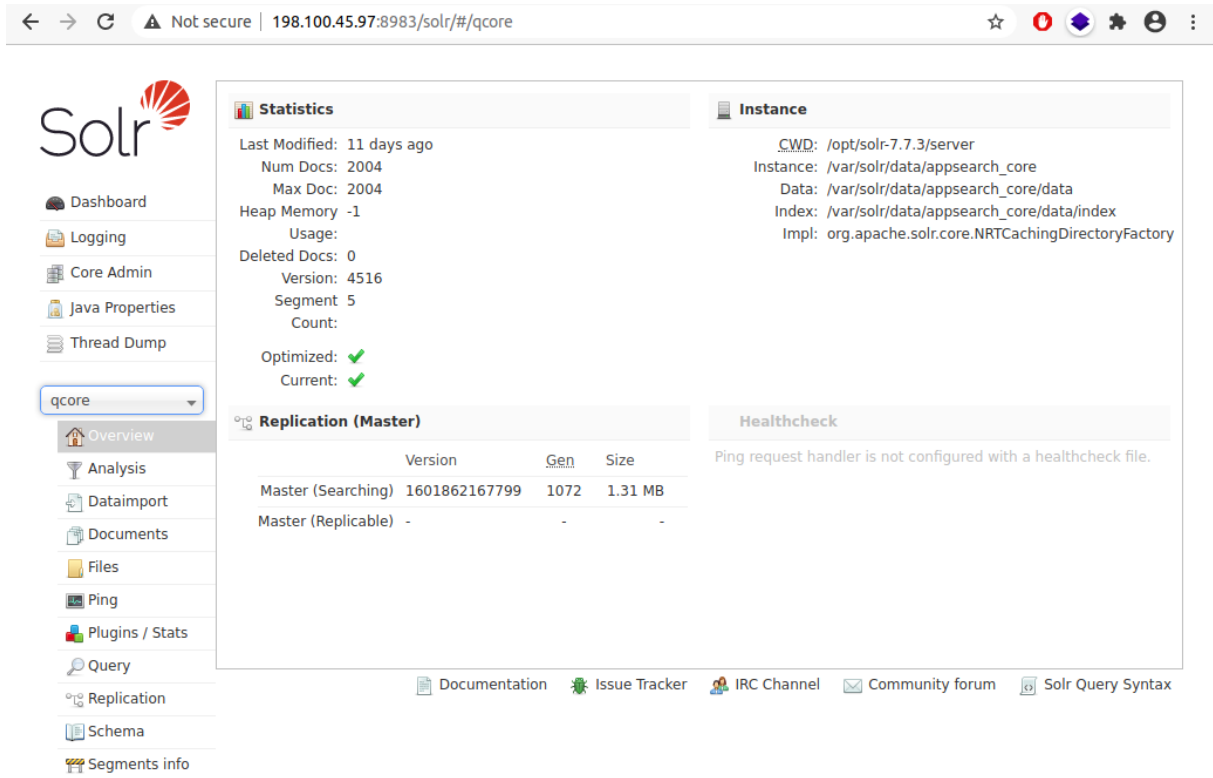 Not secure | 198.100.45.97:8983/solr/#/qcore
Solr
Dashboard
Logging
Core Admin
Java Properties
Thread Dump
qcore
Overview
Analysis
Dataimport
Documents
Files
Ping
Plugins / Stats
Query
Replication
Schema
Segments info
Statistics
Last Modified: 11 days ago
Num Docs: 2004
Max Doc: 2004
Heap Memory -1
Usage:
Deleted Docs: 0
Version: 4516
Segment 5
Count:
Optimized:
Current:
Instance
CWD: /opt/solr-7.7.3/server
Instance: /var/solr/data/appsearch_core
Data: /var/solr/data/appsearch_core/data
Index: /var/solr/data/appsearch_core/data/index
Impl: org.apache.solr.core.NRTCachingDirectoryFactory
Replication (Master)
Version Gen Size
Master (Searching) 1601862167799 1072 1.31 MB
Master (Replicable) - - -
Healthcheck
Ping request handler is not configured with a healthcheck file.
Documentation Issue Tracker IRC Channel Community forum Solr Query Syntax